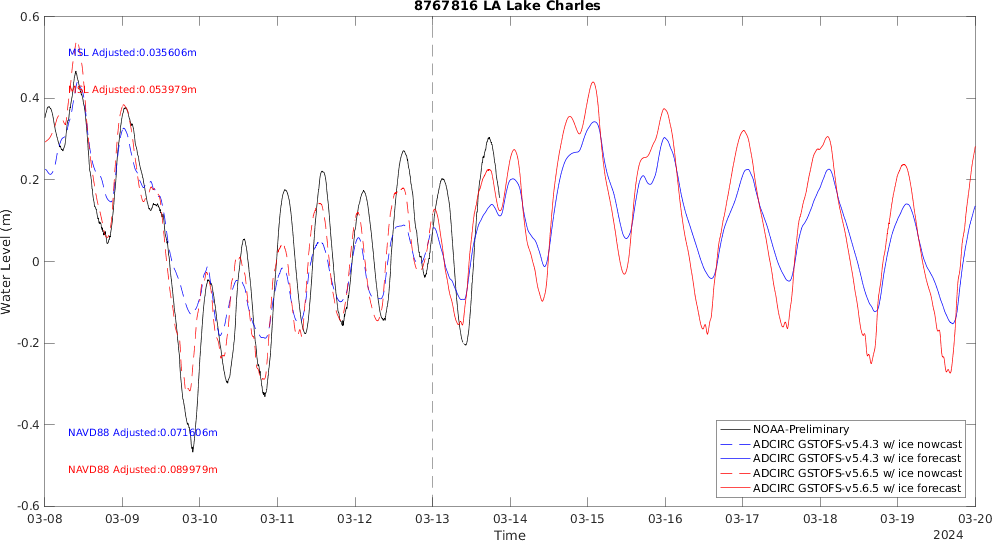 8767816 LA Lake Charles
0.6
0.4
0.2
0
-0.2
-0.4
-0.6
Water Level (m)
MSL Adjusted:0.035606m
MSL Adjusted:0.053979m
NAVD88 Adjusted:0.071606m
NAVD88 Adjusted:0.089979m
NOAA-Preliminary
ADCIRC GSTOFS-v5.4.3 w/ ice nowcast
ADCIRC GSTOFS-v5.4.3 w/ ice forecast
ADCIRC GSTOFS-v5.6.5 w/ ice nowcast
ADCIRC GSTOFS-v5.6.5 w/ ice forecast
03-08 03-09 03-10 03-11 03-12 03-13 03-14 03-15 03-16 03-17 03-18 03-19 03-20
Time
2024